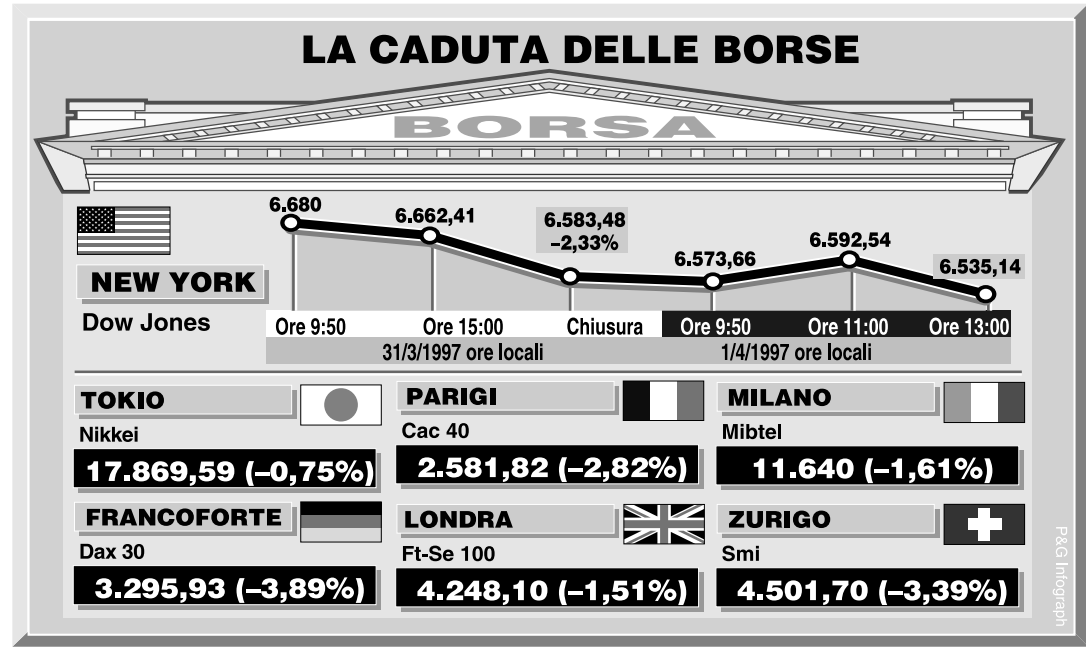 LA CADUTA DELLE BORSE
BORSA
NEW YORK
Dow Jones
6.680
6.662,41
6.583,48
–2,33%
6.573,66
6.592,54
6.535,14
Ore 9:50
Ore 15:00
Chiusura
Ore 9:50
Ore 11:00
Ore 13:00
31/3/1997 ore locali
1/4/1997 ore locali
TOKIO
Nikkei
17.869,59 (–0,75%)
PARIGI
Cac 40
2.581,82 (–2,82%)
MILANO
Mibtel
11.640 (–1,61%)
FRANCOFORTE
Dax 30
3.295,93 (–3,89%)
LONDRA
Ft-Se 100
4.248,10 (–1,51%)
ZURIGO
Smi
4.501,70 (–3,39%)
P&G Infograph